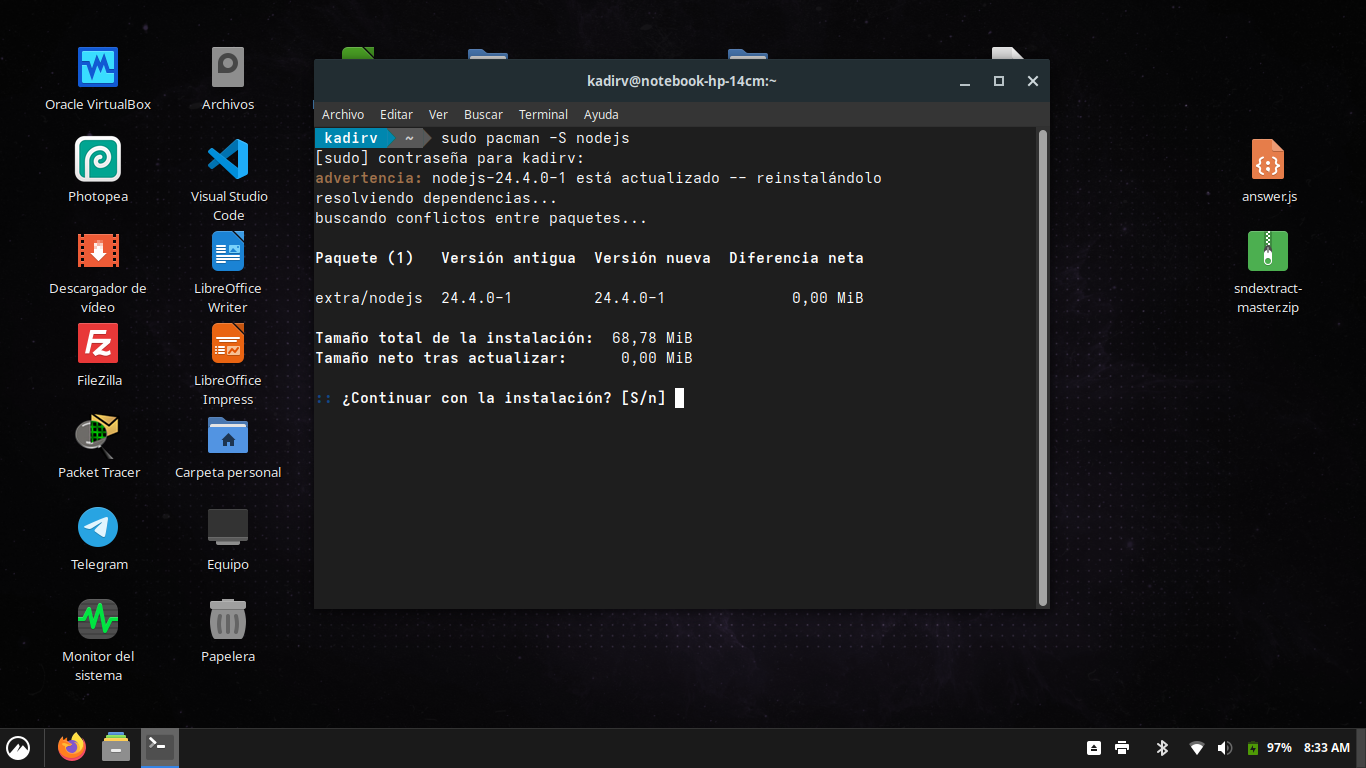 Oracle VirtualBox
Archivos
Photopea
Visual Studio
Code
Descargador de
vídeo
LibreOffice
Writer
FileZilla
LibreOffice
Impress
Packet Tracer
Carpeta personal
Telegram
Equipo
Monitor del
sistema
Papelera
kadirv@notebook-hp-14cm:~
Archivo Editar Ver Buscar Terminal Ayuda
kadirv ~ sudo pacman -S nodejs
[sudo] contraseña para kadirv:
advertencia: nodejs-24.4.0-1 está actualizado -- reinstalándolo
resolviendo dependencias...
buscando conflictos entre paquetes...
Paquete (1) Versión antigua Versión nueva Diferencia neta
extra/nodejs 24.4.0-1 24.4.0-1 0,00 MiB
Tamaño total de la instalación: 68,78 MiB
Tamaño neto tras actualizar: 0,00 MiB
:: ¿Continuar con la instalación? [S/n]
answer.js
sndextract-
master.zip
97% 8:33 AM